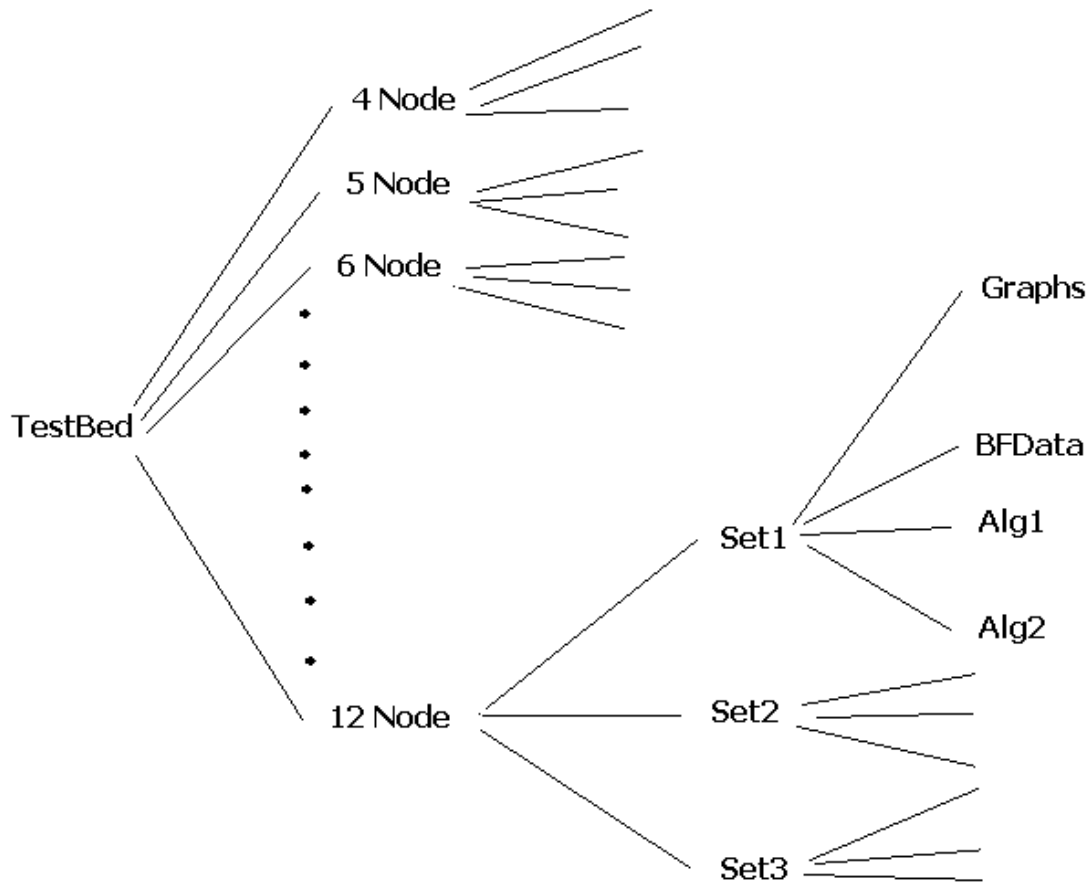 4 Node
5 Node
6 Node
Graphs
TestBed
BFData
Alg1
Set1
Alg2
12 Node
Set2
Set3